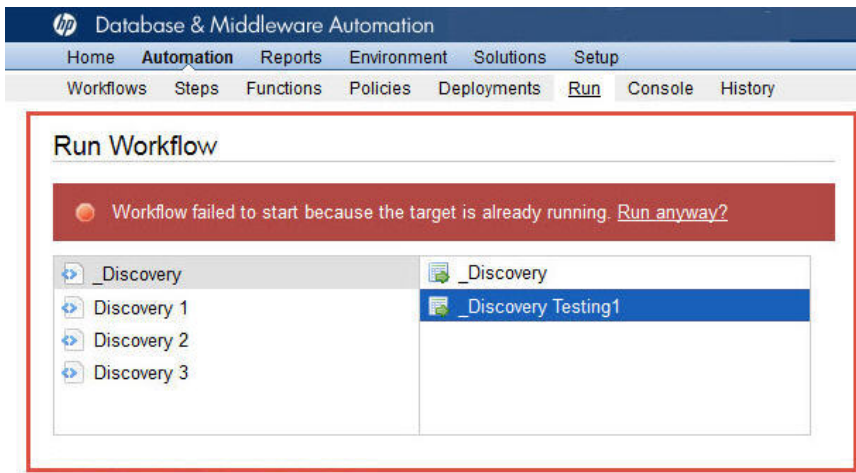 hp Database & Middleware Automation
Home Automation Reports Environment Solutions Setup
Workflows Steps Functions Policies Deployments Run Console History
Run Workflow
Workflow failed to start because the target is already running. Run anyway?
_Discovery _Discovery
Discovery 1 _Discovery Testing1
Discovery 2
Discovery 3